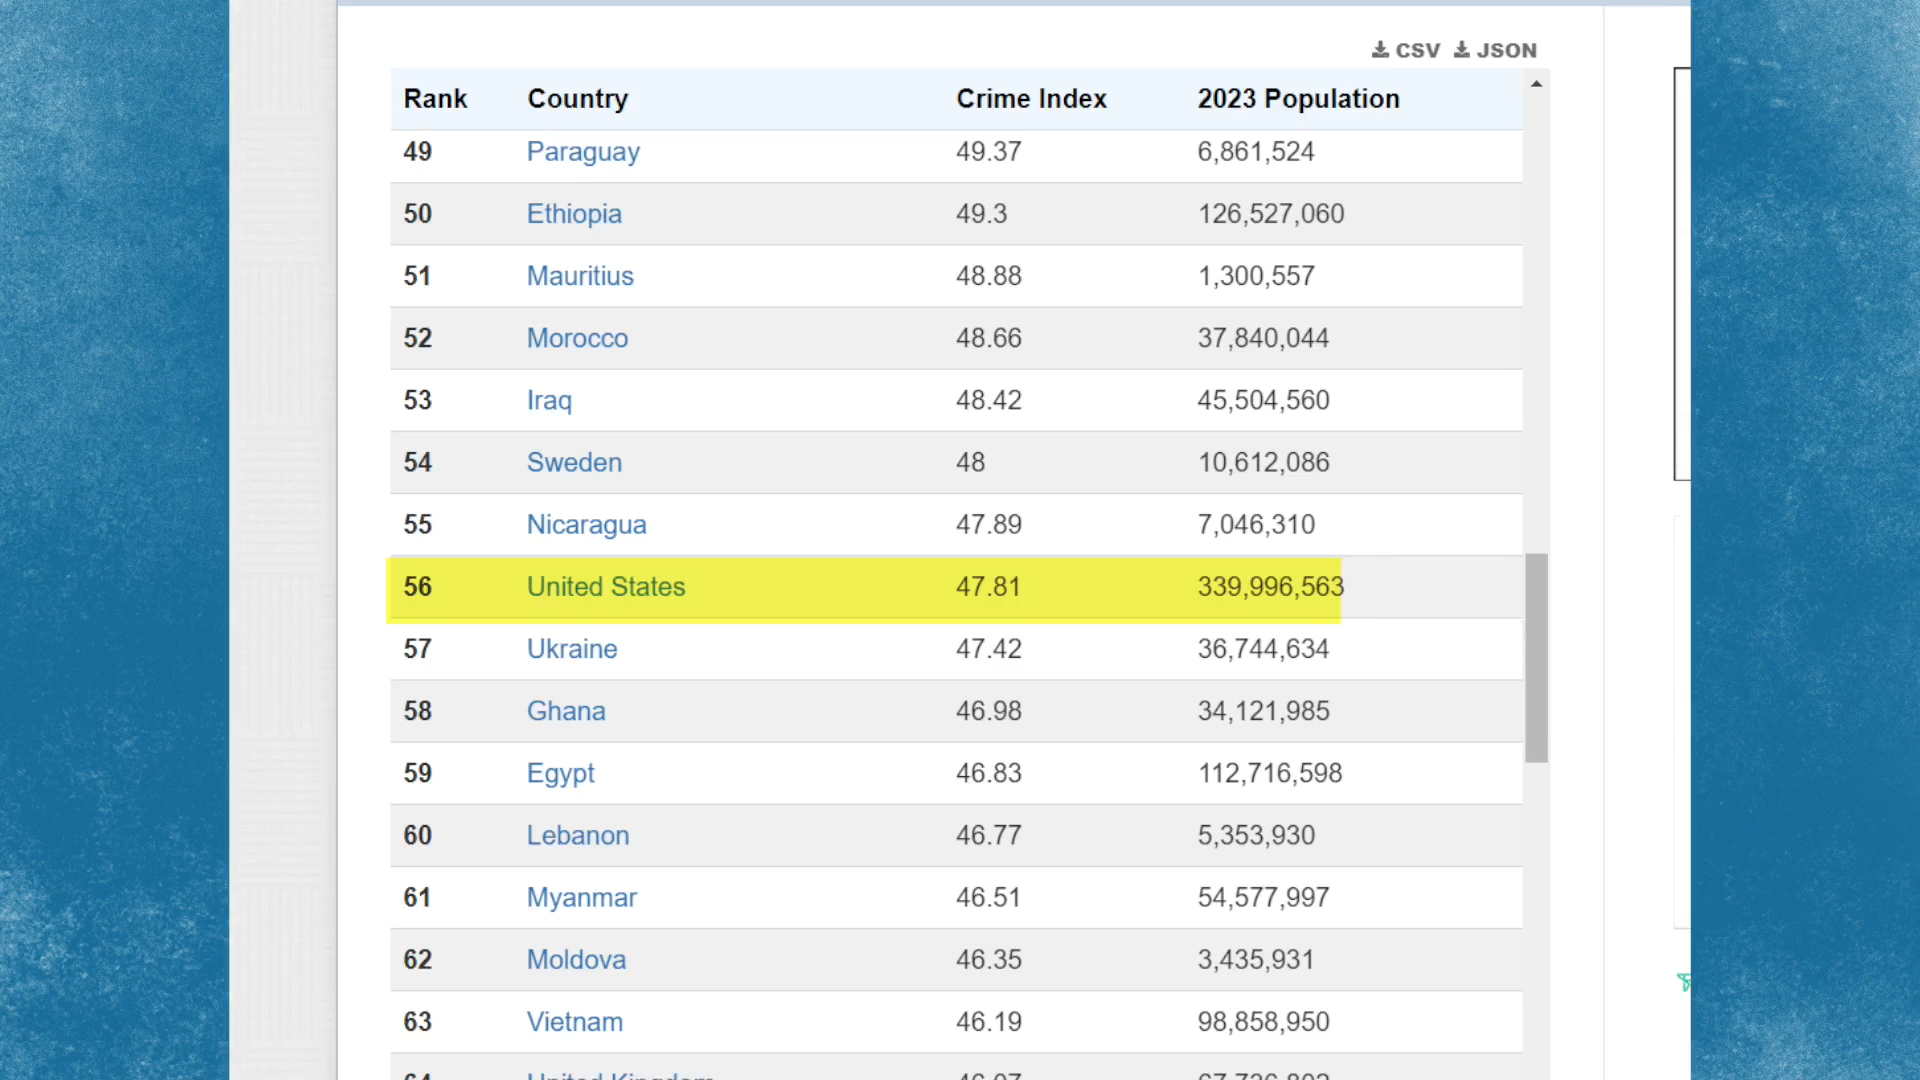 CSV JSON
Rank Country Crime Index 2023 Population
49 Paraguay 49.37 6,861,524
50 Ethiopia 49.3 126,527,060
51 Mauritius 48.88 1,300,557
52 Morocco 48.66 37,840,044
53 Iraq 48.42 45,504,560
54 Sweden 48 10,612,086
55 Nicaragua 47.89 7,046,310
56 United States 47.81 339,996,563
57 Ukraine 47.42 36,744,634
58 Ghana 46.98 34,121,985
59 Egypt 46.83 112,716,598
60 Lebanon 46.77 5,353,930
61 Myanmar 46.51 54,577,997
62 Moldova 46.35 3,435,931
63 Vietnam 46.19 98,858,950
64 United Kingdom